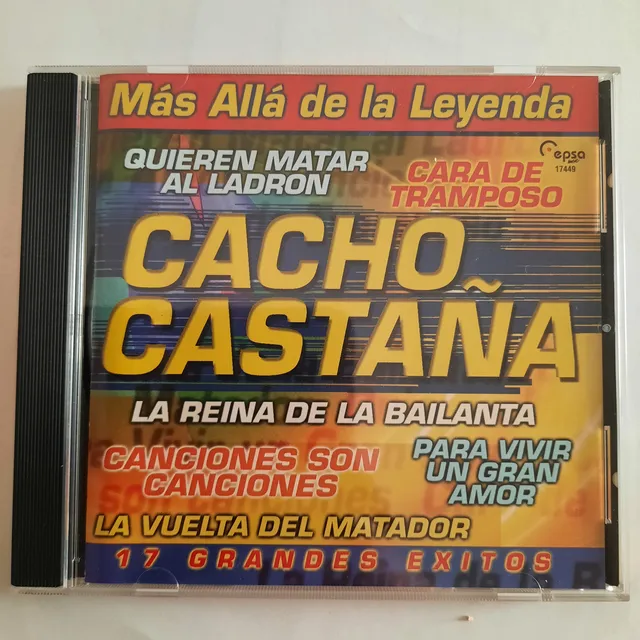 Más Allá de la Leyenda
QUIEREN MATAR
AL LADRON
CARA DE
TRAMPOSO
epsa
17449
CACHO
CASTAÑA
LA REINA DE LA BAILANTA
CANCIONES SON
CANCIONES
PARA VIVIR
UN GRAN
AMOR
LA VUELTA DEL MATADOR
17 GRANDES EXITOS